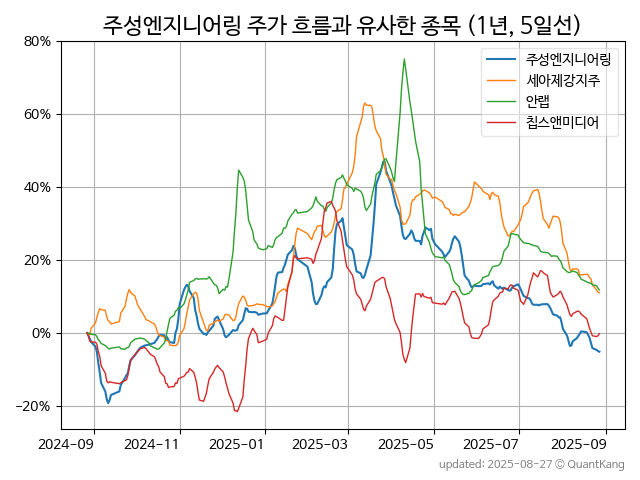 주성엔지니어링 주가 흐름과 유사한 종목 (1년, 5일선)
80%
60%
40%
20%
0%
−20%
주성엔지니어링
세아제강지주
안랩
칩스앤미디어
2024-09
2024-11
2025-01
2025-03
2025-05
2025-07
2025-09
updated: 2025-08-27 © QuantKang